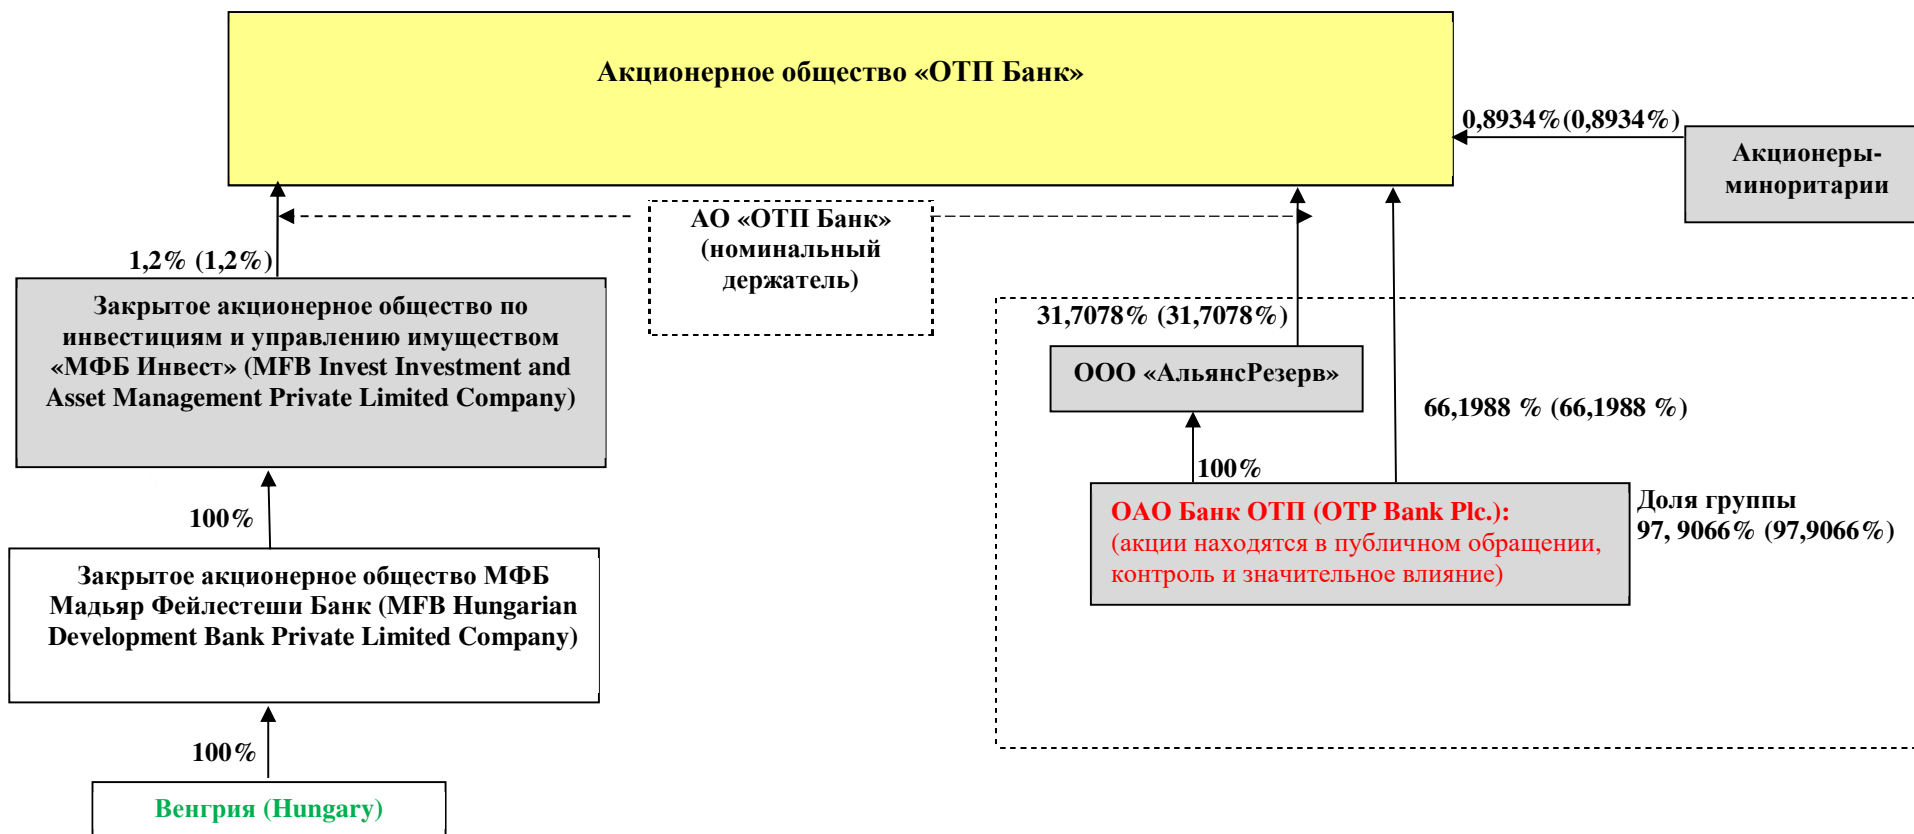 Акционерное общество «ОТП Банк»
0,8934%(0,8934%)
Акционеры-
миноритарии
АО «ОТП Банк»
(номинальный
держатель)
1,2% (1,2%)
Закрытое акционерное общество по
инвестициям и управлению имуществом
«МФБ Инвест» (MFB Invest Investment and
Asset Management Private Limited Company)
31,7078% (31,7078%)
ООО «АльянсРезерв»
66,1988 % (66,1988 %)
100%
ОАО Банк ОТП (OTP Bank Plc.):
(акции находятся в публичном обращении,
контроль и значительное влияние)
Доля группы
97, 9066% (97,9066%)
100%
Закрытое акционерное общество МФБ
Мадьяр Фейлестеши Банк (MFB Hungarian
Development Bank Private Limited Company)
100%
Венгрия (Hungary)